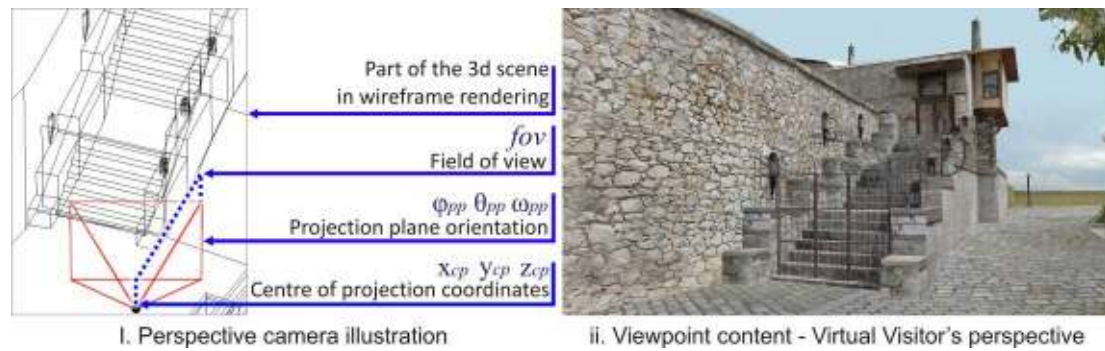 Part of the 3d scene
in wireframe rendering
fov
Field of view
φpp θpp ωpp
Projection plane orientation
xcp ycp zcp
Centre of projection coordinates
I. Perspective camera illustration
ii. Viewpoint content - Virtual Visitor's perspective